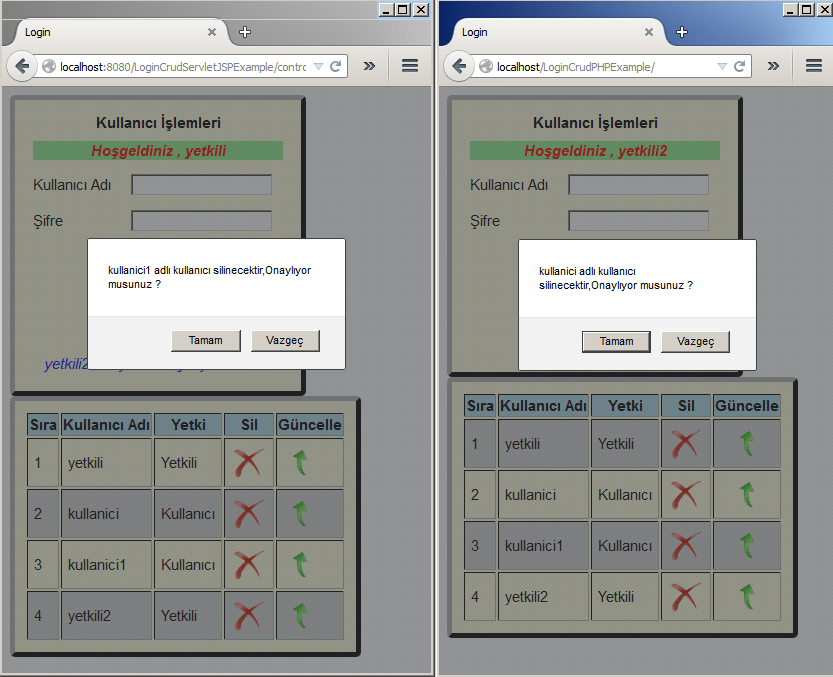 Login
localhost:8080/LoginCrudServletJSPExample/contro
Kullanıcı İşlemleri
Hoşgeldiniz , yetkili
Kullanıcı Adı
Şifre
kullanici1 adlı kullanıcı silinecektir,Onaylıyor
musunuz ?
Tamam Vazgeç
yetkili2
Sıra Kullanıcı Adı Yetki Sil Güncelle
1 yetkili Yetkili
2 kullanici Kullanıcı
3 kullanici1 Kullanıcı
4 yetkili2 Yetkili
Login
localhost/LoginCrudPHPExample/
Kullanıcı İşlemleri
Hoşgeldiniz , yetkili2
Kullanıcı Adı
Şifre
kullanici adlı kullanıcı
silinecektir,Onaylıyor musunuz ?
Tamam Vazgeç
Sıra Kullanıcı Adı Yetki Sil Güncelle
1 yetkili Yetkili
2 kullanici Kullanıcı
3 kullanici1 Kullanıcı
4 yetkili2 Yetkili